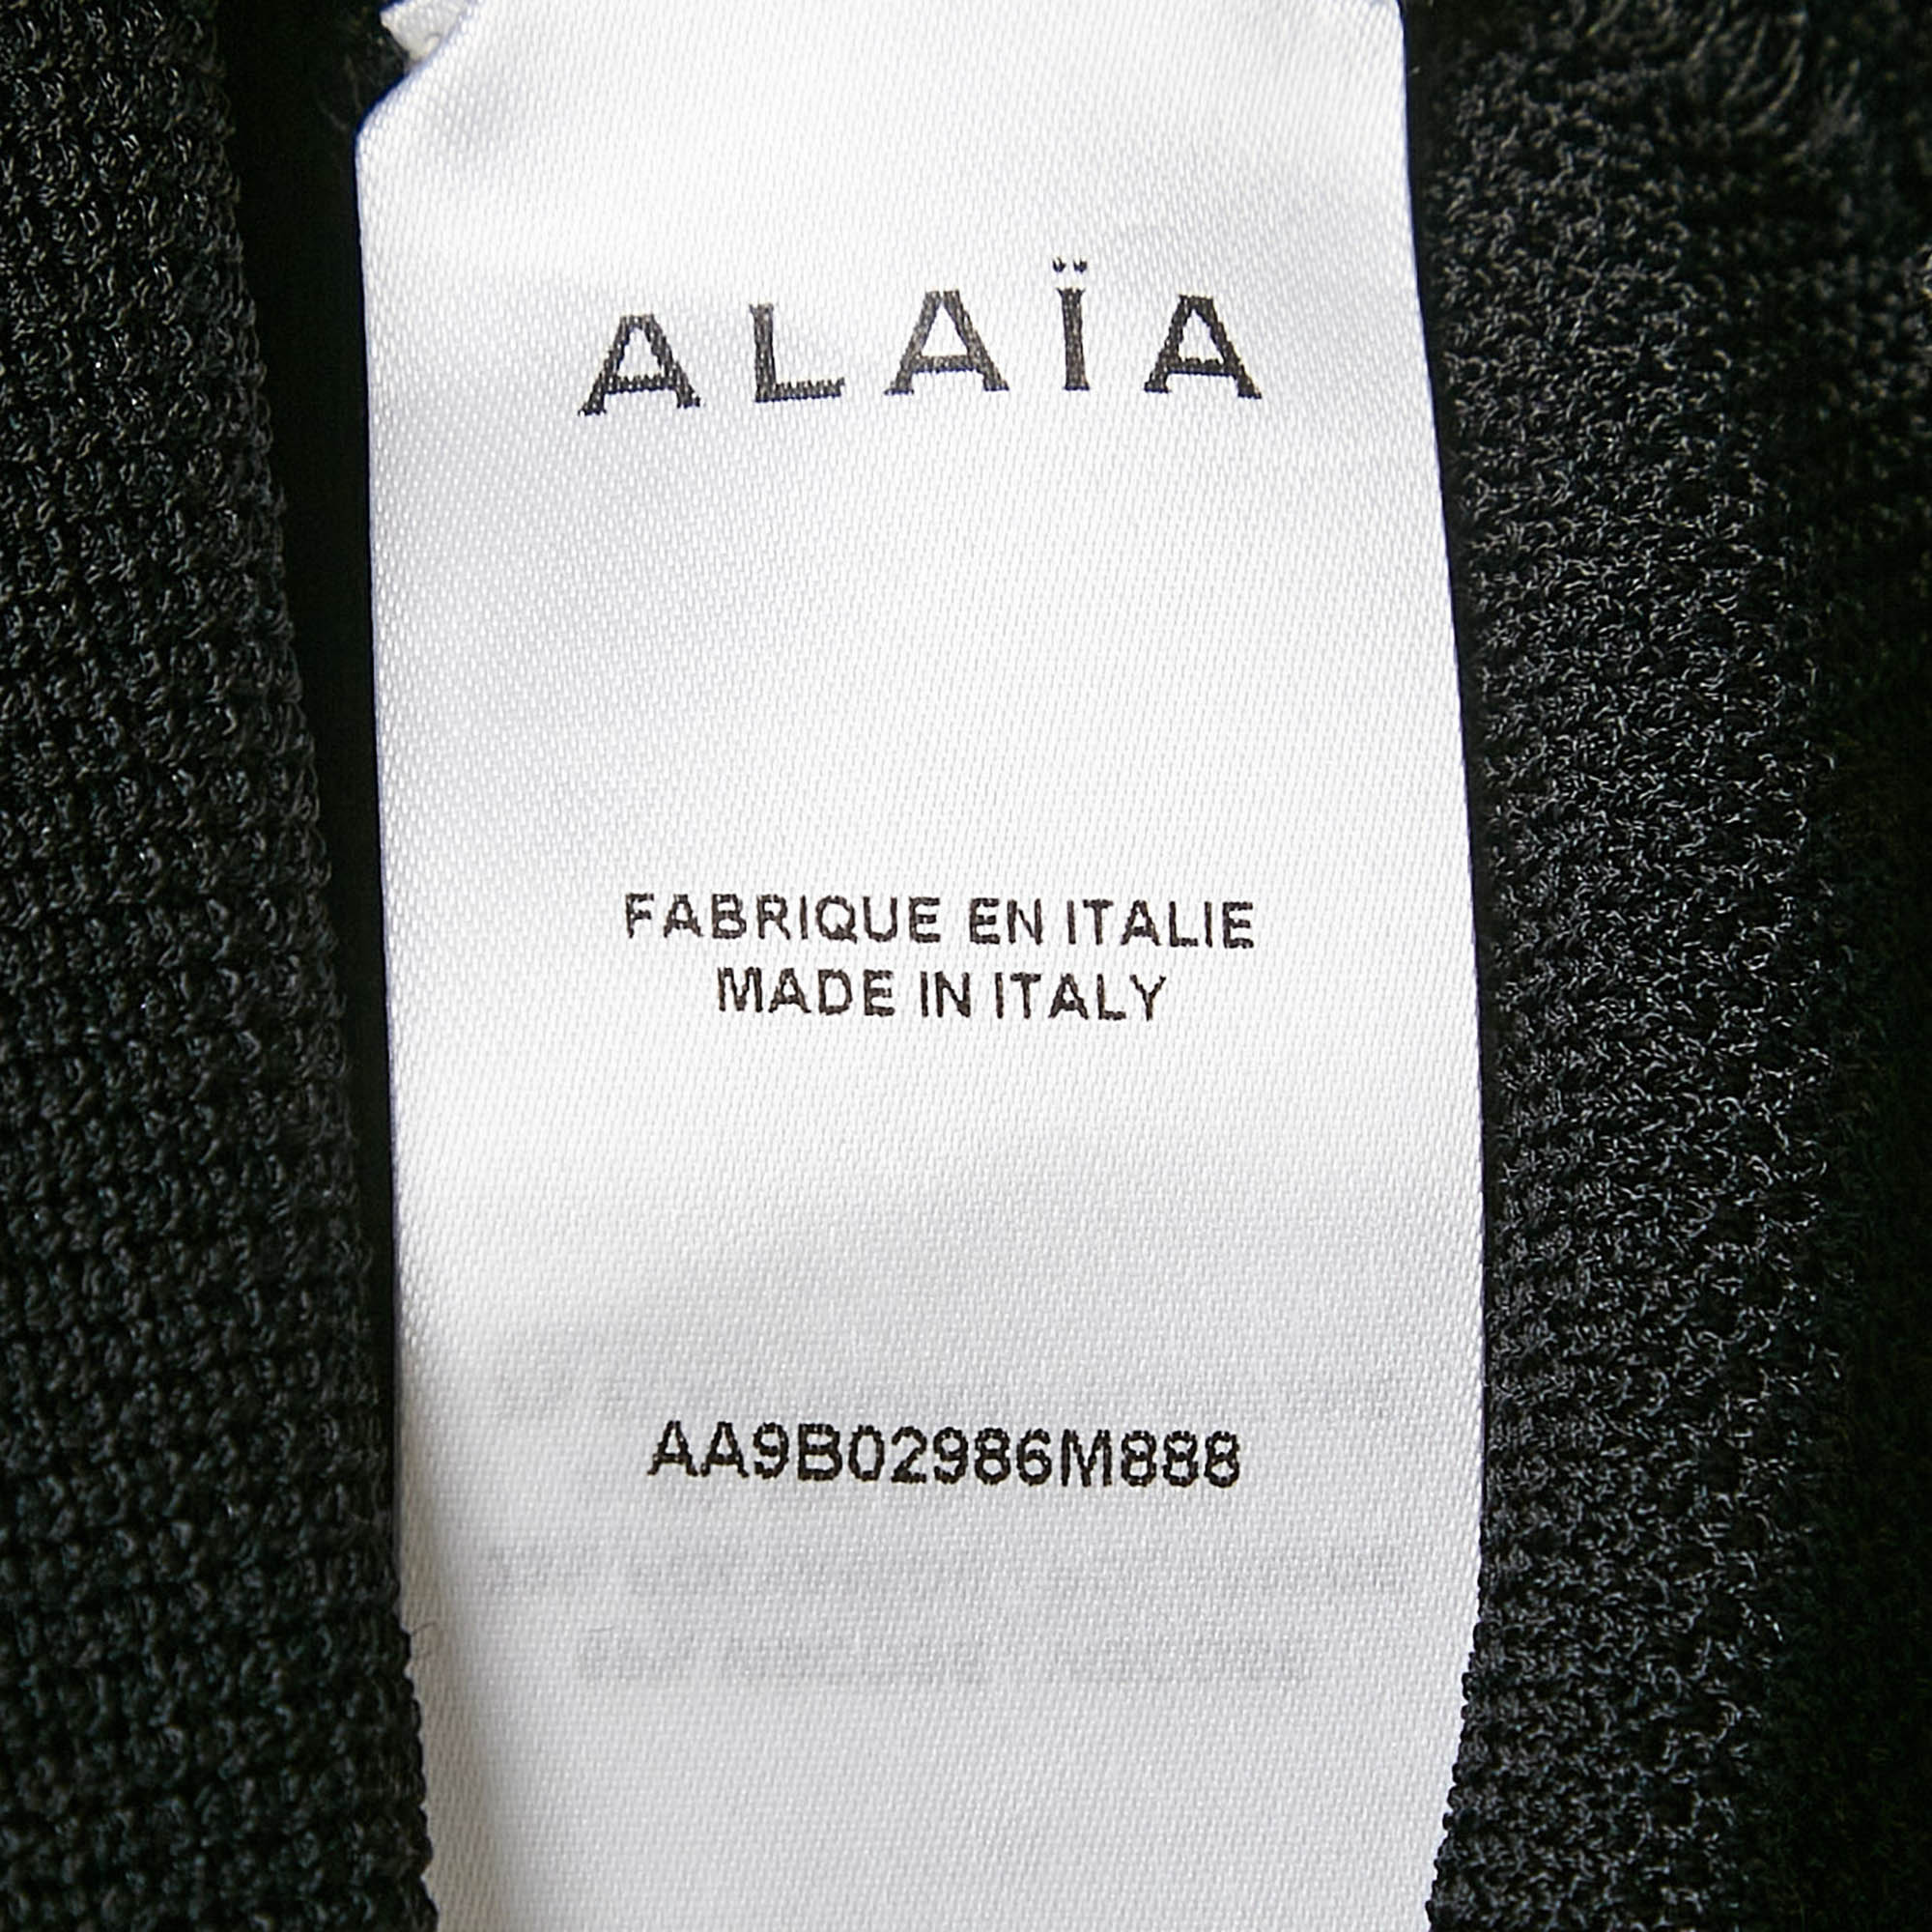 ALAÏA
FABRIQUE EN ITALIE
MADE IN ITALY
AA9B02986M888